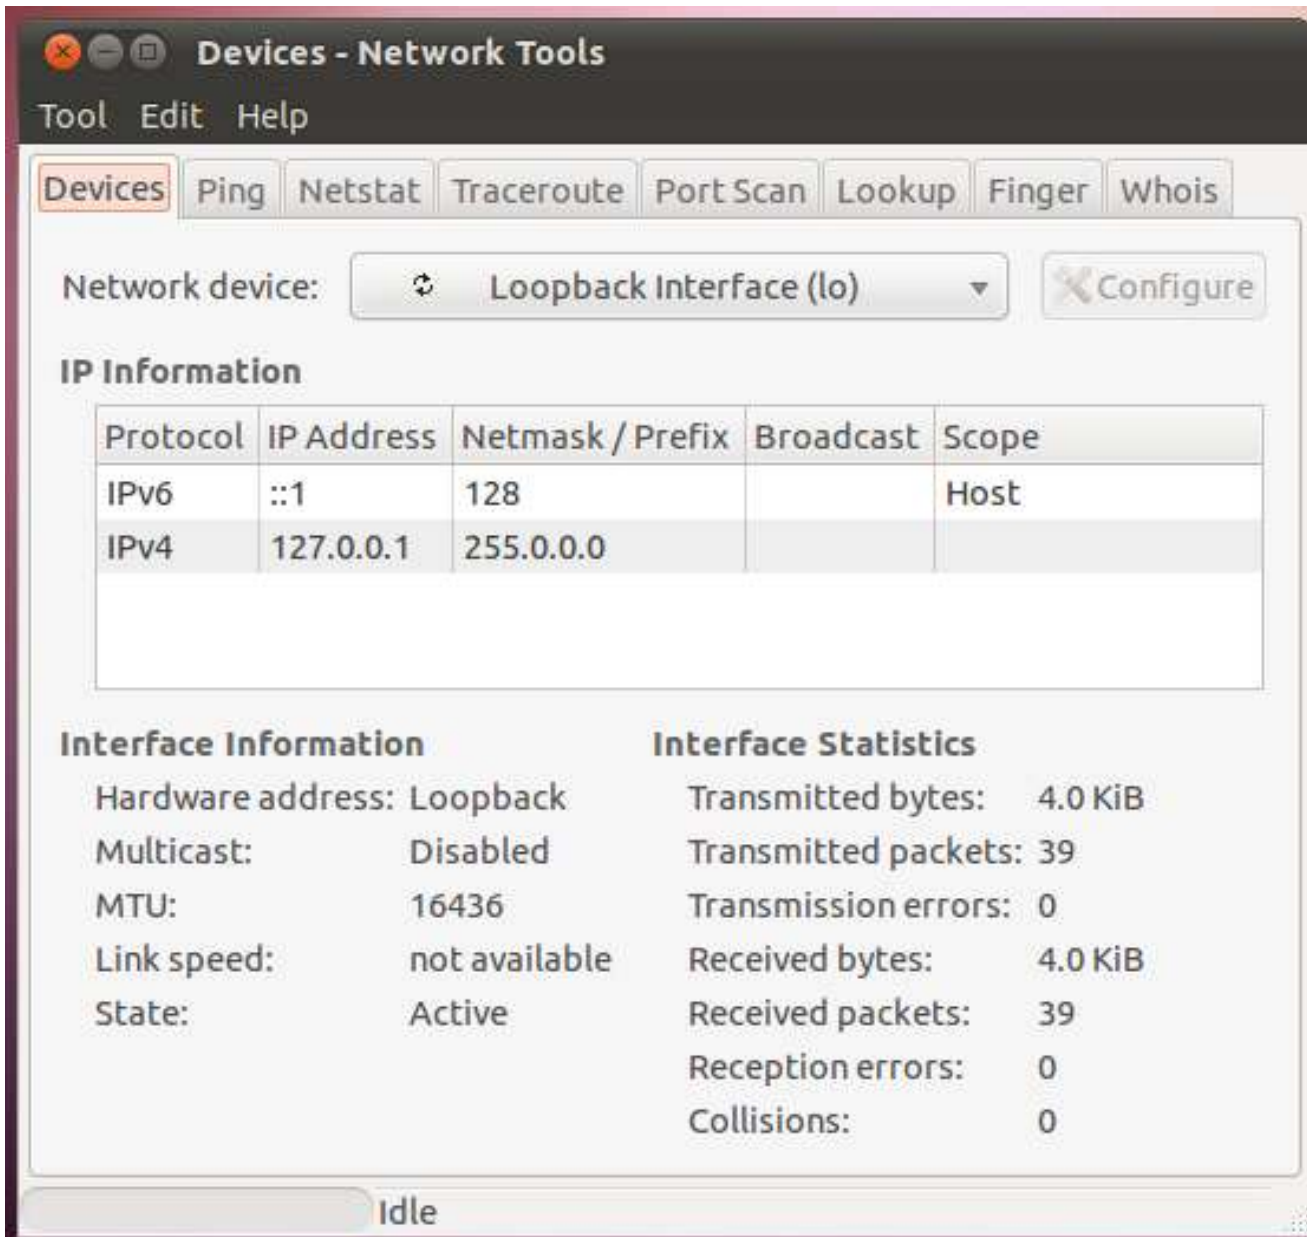 Devices - Network Tools
Tool Edit Help
Devices Ping Netstat Traceroute Port Scan Lookup Finger Whois
Network device: Loopback Interface (lo) Configure
IP Information
Protocol IP Address Netmask / Prefix Broadcast Scope
IPv6 ::1 128 Host
IPv4 127.0.0.1 255.0.0.0
Interface Information Interface Statistics
Hardware address: Loopback Transmitted bytes: 4.0 KiB
Multicast: Disabled Transmitted packets: 39
MTU: 16436 Transmission errors: 0
Link speed: not available Received bytes: 4.0 KiB
State: Active Received packets: 39
Reception errors: 0
Collisions: 0
Idle